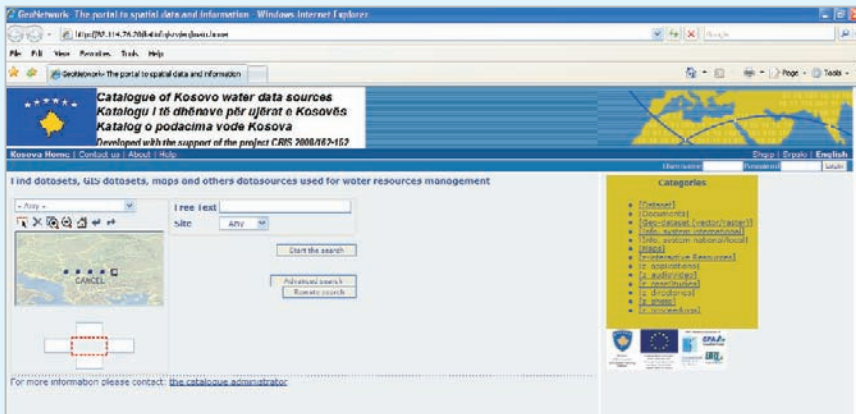 GeoNetwork- The portal to spatial data and information - Windows Internet Explorer
File Edit View Favorites Tools Help
GeoNetwork- The portal to spatial data and information
Page Tools
Catalogue of Kosovo water data sources
Katalogu i të dhënave për ujërat e Kosovës
Katalog o podacima vode Kosova
Developed with the support of the project CRIS 2006/162-152
Kosova Home | Contact us | About | Help
Shqip | Srpski | English
Username Password Login
Find datasets, GIS datasets, maps and others datasources used for water resources management
- Any -
Free Text
Site Any
Start the search
CANCEL
Advanced search
Remote search
Categories
[Dataset]
[Documents]
[Geo-dataset (vector/raster)]
[Info. system international]
[Info. system national/local]
[Maps]
[z-Interactive Resources]
[z_applications]
[z_audio/video]
[z_casestudies]
[z_directories]
[z_photo]
[z_proceedings]
For more information please contact: the catalogue administrator